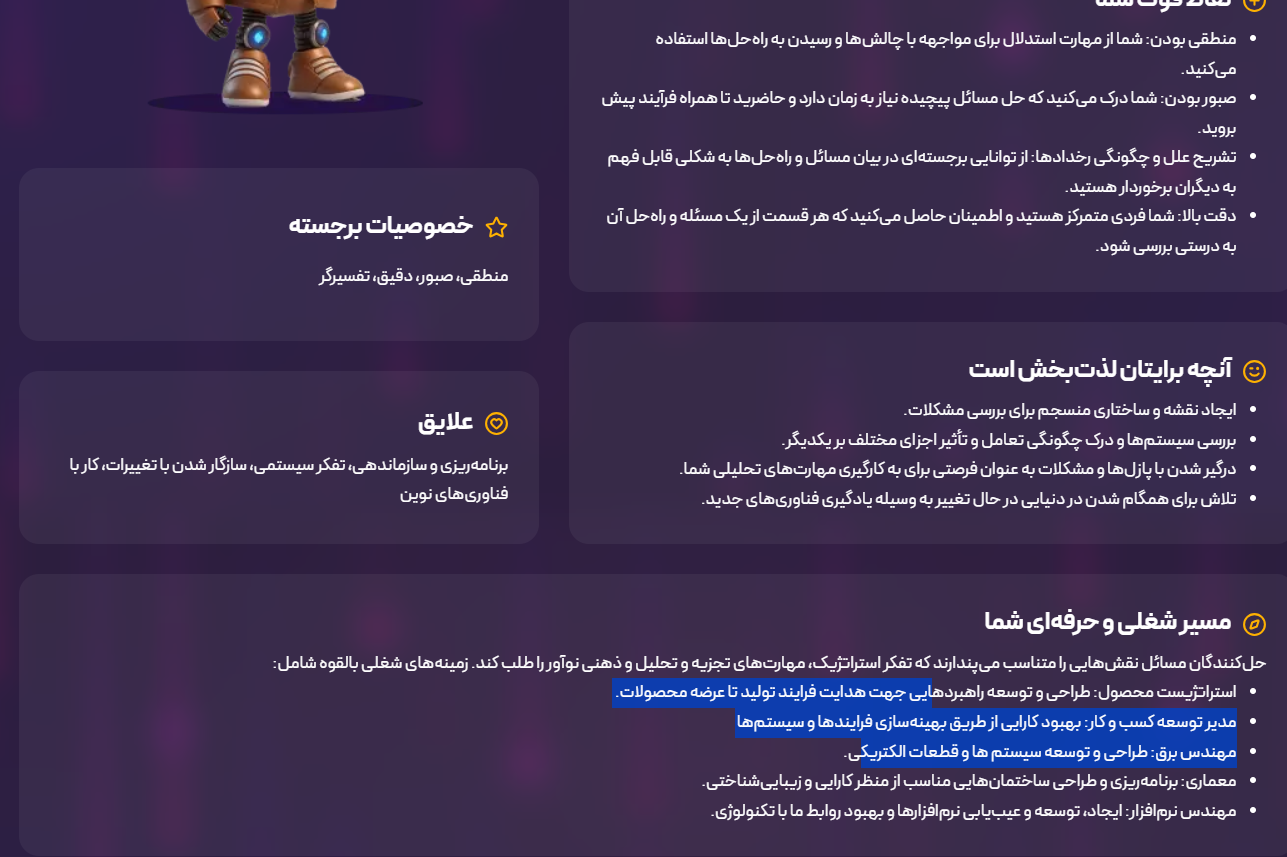 نقاط قوت شما
منطقی بودن: شما از مهارت استدلال برای مواجهه با چالش‌ها و رسیدن به راه‌حل‌ها استفاده
می‌کنید.
صبور بودن: شما درک می‌کنید که حل مسائل پیچیده نیاز به زمان دارد و حاضرید تا همراه فرآیند پیش
بروید.
تشریح علل و چگونگی رخدادها: از توانایی برجسته‌ای در بیان مسائل و راه‌حل‌ها به شکلی قابل فهم
به دیگران برخوردار هستید.
دقت بالا: شما فردی متمرکز هستید و اطمینان حاصل می‌کنید که هر قسمت از یک مسئله و راه‌حل آن
به درستی بررسی شود.
خصوصیات برجسته
منطقی، صبور، دقیق، تفسیرگر
آنچه برایتان لذت‌بخش است
ایجاد نقشه و ساختاری منسجم برای بررسی مشکلات.
بررسی سیستم‌ها و درک چگونگی تعامل و تأثیر اجزای مختلف بر یکدیگر.
درگیر شدن با پازل‌ها و مشکلات به عنوان فرصتی برای به کارگیری مهارت‌های تحلیلی شما.
تلاش برای همگام شدن در دنیایی در حال تغییر به وسیله یادگیری فناوری‌های جدید.
علایق
برنامه‌ریزی و سازماندهی، تفکر سیستمی، سازگار شدن با تغییرات، کار با
فناوری‌های نوین
مسیر شغلی و حرفه‌ای شما
حل‌کنندگان مسائل نقش‌هایی را متناسب می‌پندارند که تفکر استراتژیک، مهارت‌های تجزیه و تحلیل و ذهنی نوآور را طلب کند. زمینه‌های شغلی بالقوه شامل:
استراتژیست محصول: طراحی و توسعه راهبردهایی جهت هدایت فرایند تولید تا عرضه محصولات.
مدیر توسعه کسب و کار: بهبود کارایی از طریق بهینه‌سازی فرایندها و سیستم‌ها
مهندس برق: طراحی و توسعه سیستم ها و قطعات الکتریکی.
معماری: برنامه‌ریزی و طراحی ساختمان‌هایی مناسب از منظر کارایی و زیبایی‌شناختی.
مهندس نرم‌افزار: ایجاد، توسعه و عیب‌یابی نرم‌افزارها و بهبود روابط ما با تکنولوژی.